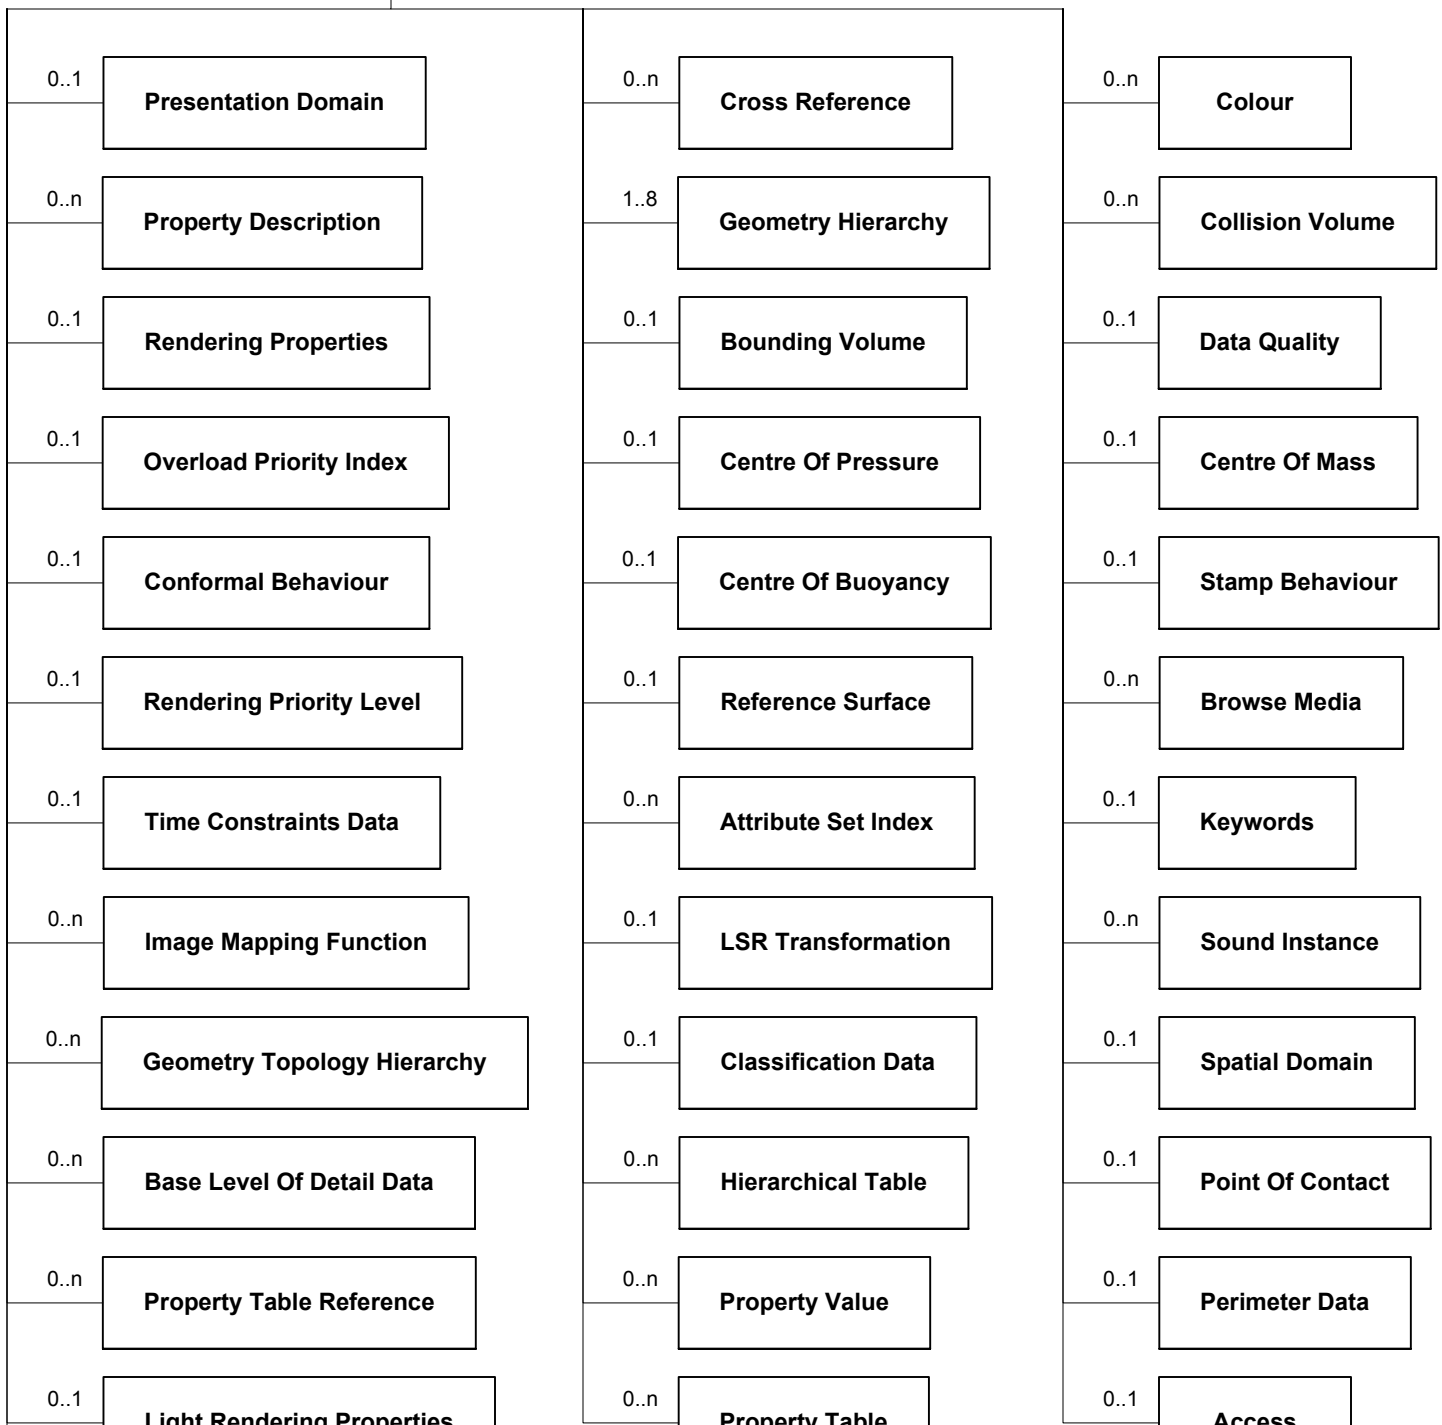 0..1
Presentation Domain
0..n
Cross Reference
0..n
Colour
0..n
Property Description
1..8
Geometry Hierarchy
0..n
Collision Volume
0..1
Rendering Properties
0..1
Bounding Volume
0..1
Data Quality
0..1
Overload Priority Index
0..1
Centre Of Pressure
0..1
Centre Of Mass
0..1
Conformal Behaviour
0..1
Centre Of Buoyancy
0..1
Stamp Behaviour
0..1
Rendering Priority Level
0..1
Reference Surface
0..n
Browse Media
0..1
Time Constraints Data
0..n
Attribute Set Index
0..1
Keywords
0..n
Image Mapping Function
0..1
LSR Transformation
0..n
Sound Instance
0..n
Geometry Topology Hierarchy
0..1
Classification Data
0..1
Spatial Domain
0..n
Base Level Of Detail Data
0..n
Hierarchical Table
0..1
Point Of Contact
0..n
Property Table Reference
0..n
Property Value
0..1
Perimeter Data
0..1
Light Rendering Properties
0..n
Property Table
0..1
Access